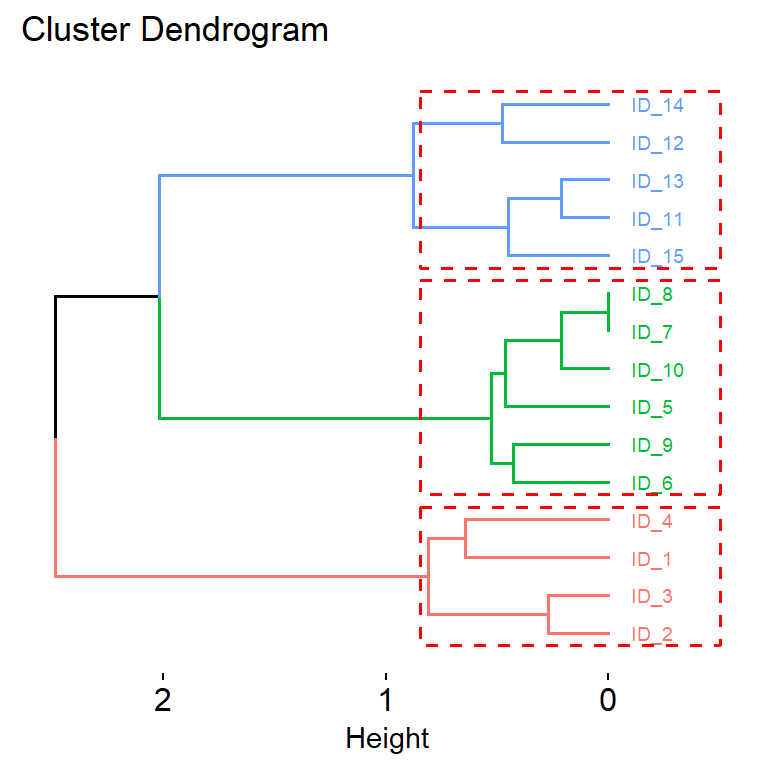 Cluster Dendrogram
ID_14
ID_12
ID_13
ID_11
ID_15
ID_8
ID_7
ID_10
ID_5
ID_9
ID_6
ID_4
ID_1
ID_3
ID_2
2 1 0
Height